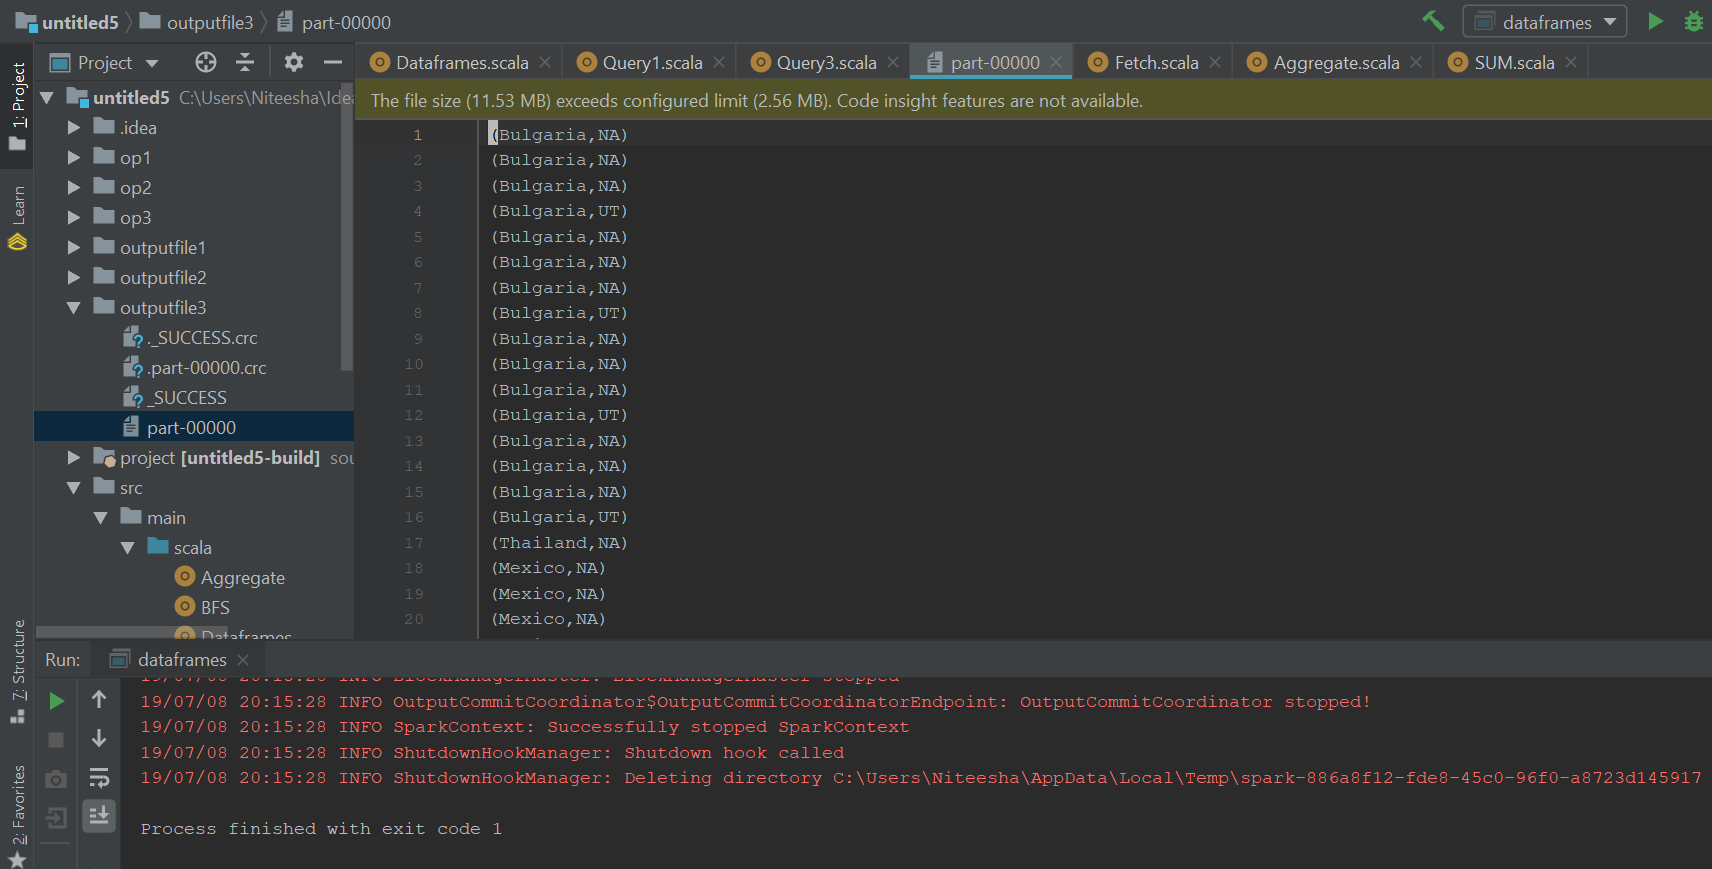 untitled5 outputfile3 part-00000
dataframes
Project
Dataframes.scala Query1.scala Query3.scala part-00000 Fetch.scala Aggregate.scala SUM.scala
The file size (11.53 MB) exceeds configured limit (2.56 MB). Code insight features are not available.
1: Project
Learn
7: Structure
2: Favorites
untitled5 C:\Users\Niteesha\Idea
.idea
op1
op2
op3
outputfile1
outputfile2
outputfile3
._SUCCESS.crc
.part-00000.crc
_SUCCESS
part-00000
project [untitled5-build] sou
src
main
scala
Aggregate
BFS
Dataframes
1 (Bulgaria,NA)
2 (Bulgaria,NA)
3 (Bulgaria,NA)
4 (Bulgaria,UT)
5 (Bulgaria,NA)
6 (Bulgaria,NA)
7 (Bulgaria,NA)
8 (Bulgaria,UT)
9 (Bulgaria,NA)
10 (Bulgaria,NA)
11 (Bulgaria,NA)
12 (Bulgaria,UT)
13 (Bulgaria,NA)
14 (Bulgaria,NA)
15 (Bulgaria,NA)
16 (Bulgaria,UT)
17 (Thailand,NA)
18 (Mexico,NA)
19 (Mexico,NA)
20 (Mexico,NA)
Run: dataframes
19/07/08 20:15:28 INFO BlockManagerMaster: BlockManagerMaster stopped
19/07/08 20:15:28 INFO OutputCommitCoordinator$OutputCommitCoordinatorEndpoint: OutputCommitCoordinator stopped!
19/07/08 20:15:28 INFO SparkContext: Successfully stopped SparkContext
19/07/08 20:15:28 INFO ShutdownHookManager: Shutdown hook called
19/07/08 20:15:28 INFO ShutdownHookManager: Deleting directory C:\Users\Niteesha\AppData\Local\Temp\spark-886a8f12-fde8-45c0-96f0-a8723d145917
Process finished with exit code 1